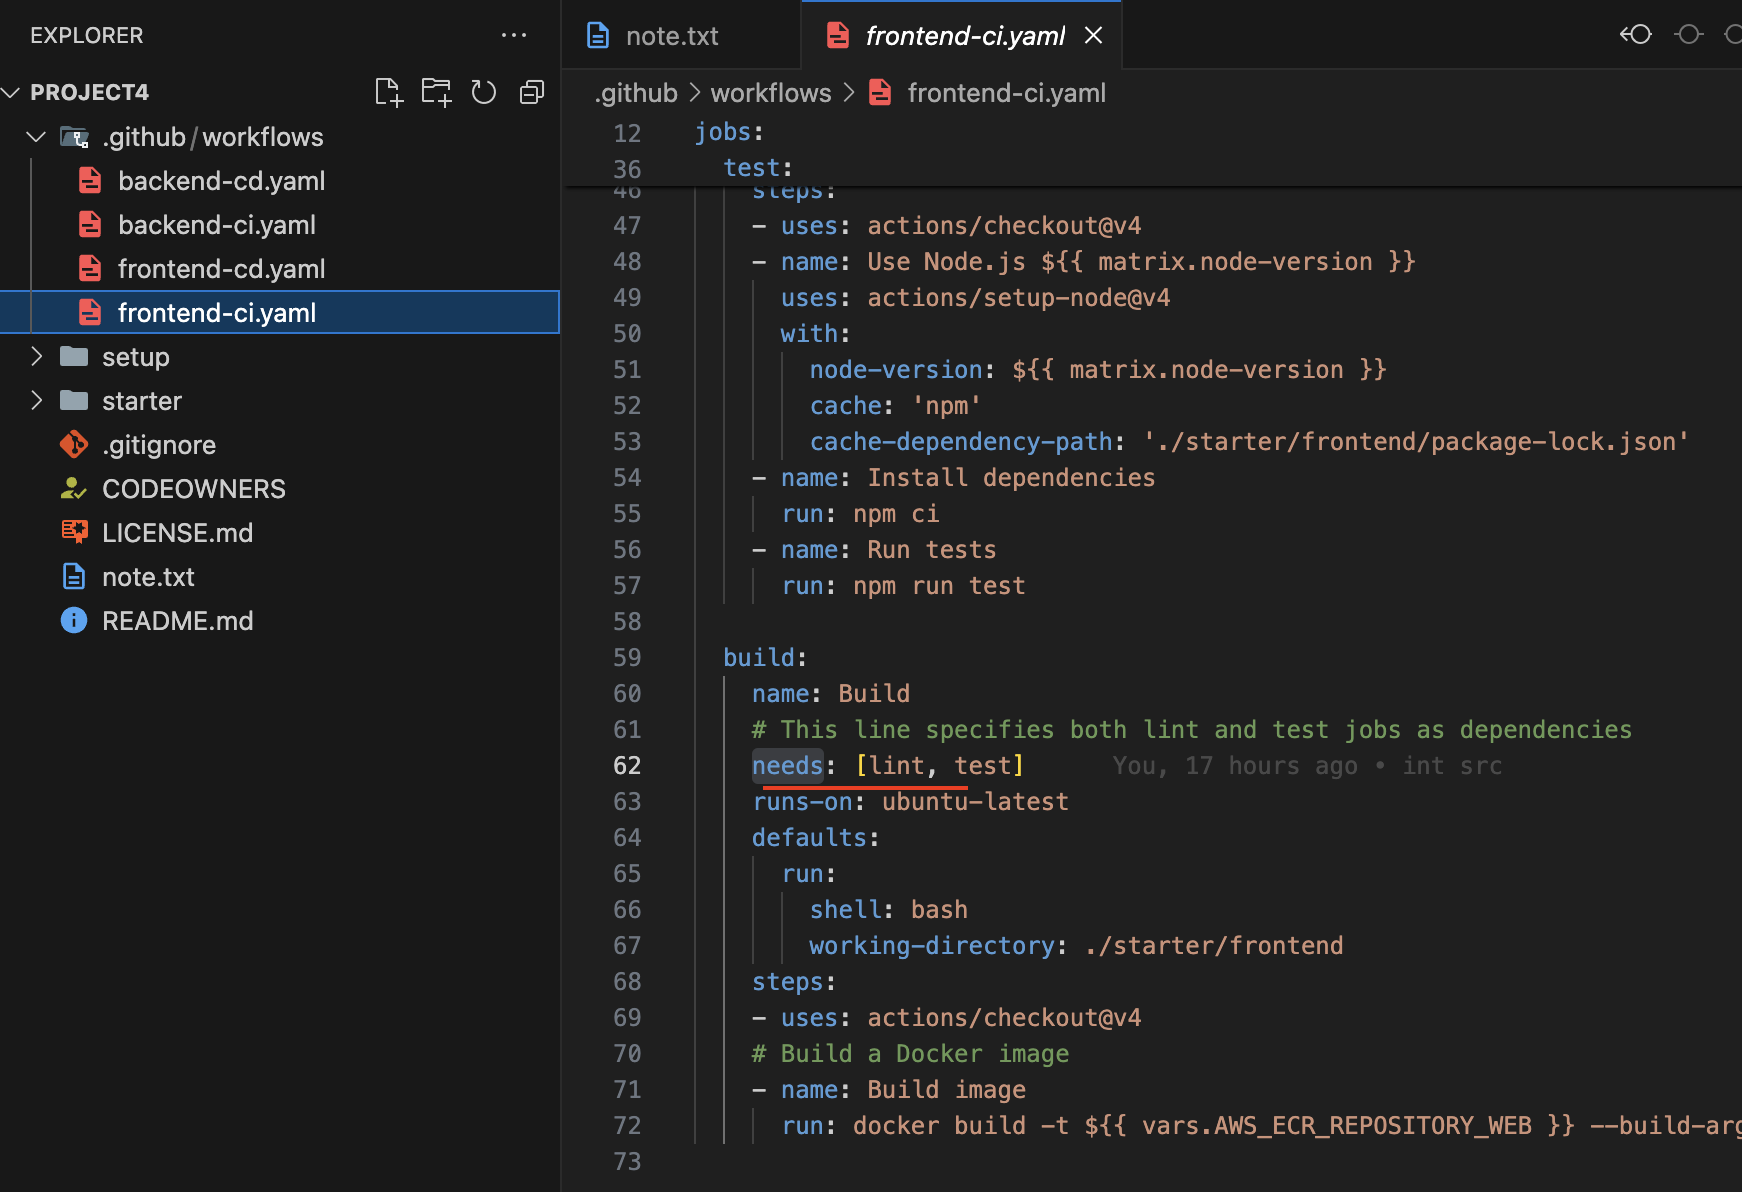 EXPLORER
PROJECT4
.github/workflows
backend-cd.yaml
backend-ci.yaml
frontend-cd.yaml
frontend-ci.yaml
setup
starter
.gitignore
CODEOWNERS
LICENSE.md
note.txt
README.md
note.txt
frontend-ci.yaml
.github > workflows > frontend-ci.yaml
12 jobs:
36 test:
46 steps:
47 - uses: actions/checkout@v4
48 - name: Use Node.js ${{ matrix.node-version }}
49 uses: actions/setup-node@v4
50 with:
51 node-version: ${{ matrix.node-version }}
52 cache: 'npm'
53 cache-dependency-path: './starter/frontend/package-lock.json'
54 - name: Install dependencies
55 run: npm ci
56 - name: Run tests
57 run: npm run test
58
59 build:
60 name: Build
61 # This line specifies both lint and test jobs as dependencies
62 needs: [lint, test] You, 17 hours ago • int src
63 runs-on: ubuntu-latest
64 defaults:
65 run:
66 shell: bash
67 working-directory: ./starter/frontend
68 steps:
69 - uses: actions/checkout@v4
70 # Build a Docker image
71 - name: Build image
72 run: docker build -t ${{ vars.AWS_ECR_REPOSITORY_WEB }} --build-arg
73